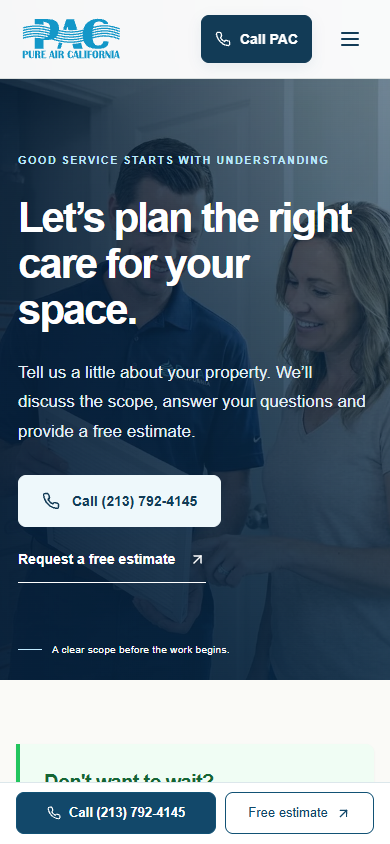 PAC
PURE AIR CALIFORNIA
Call PAC
GOOD SERVICE STARTS WITH UNDERSTANDING
Let’s plan the right
care for your
space.
Tell us a little about your property. We’ll
discuss the scope, answer your questions and
provide a free estimate.
Call (213) 792-4145
Request a free estimate
A clear scope before the work begins.
Don't want to wait?
Call (213) 792-4145
Free estimate